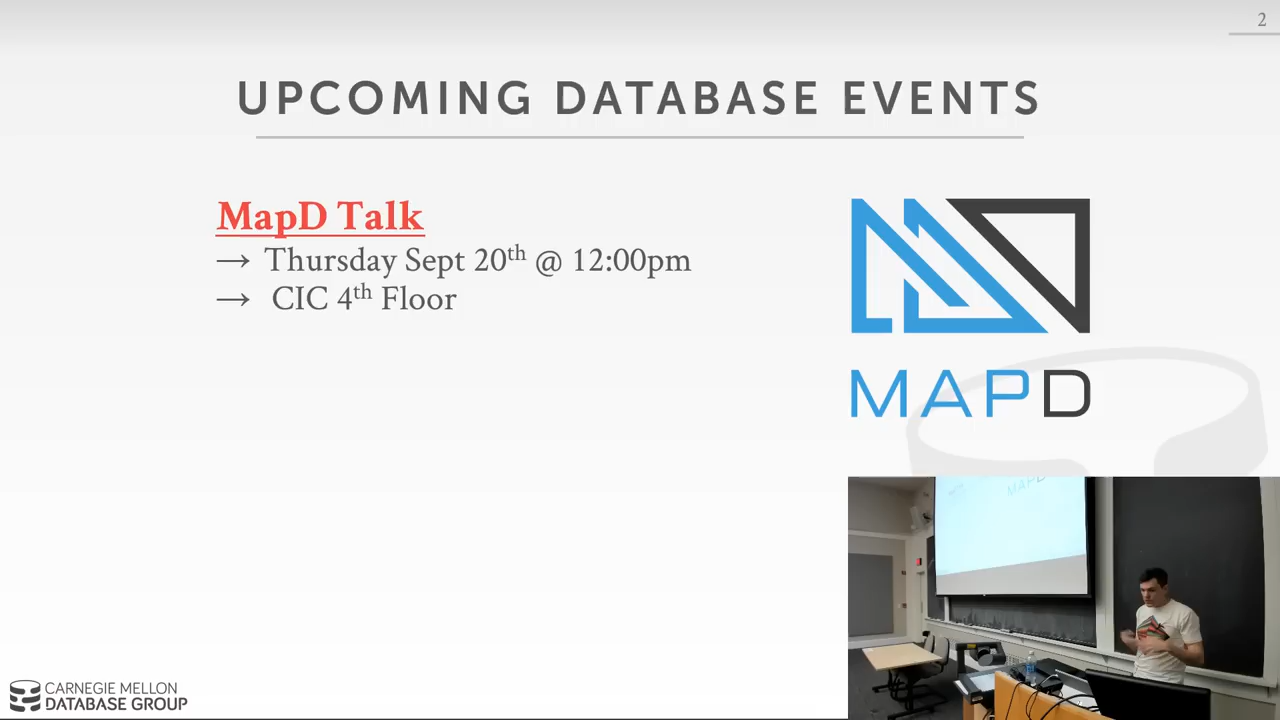 2
UPCOMING DATABASE EVENTS
MapD Talk
→ Thursday Sept 20th @ 12:00pm
→ CIC 4th Floor
MAPD
MAPD
CARNEGIE MELLON
DATABASE GROUP